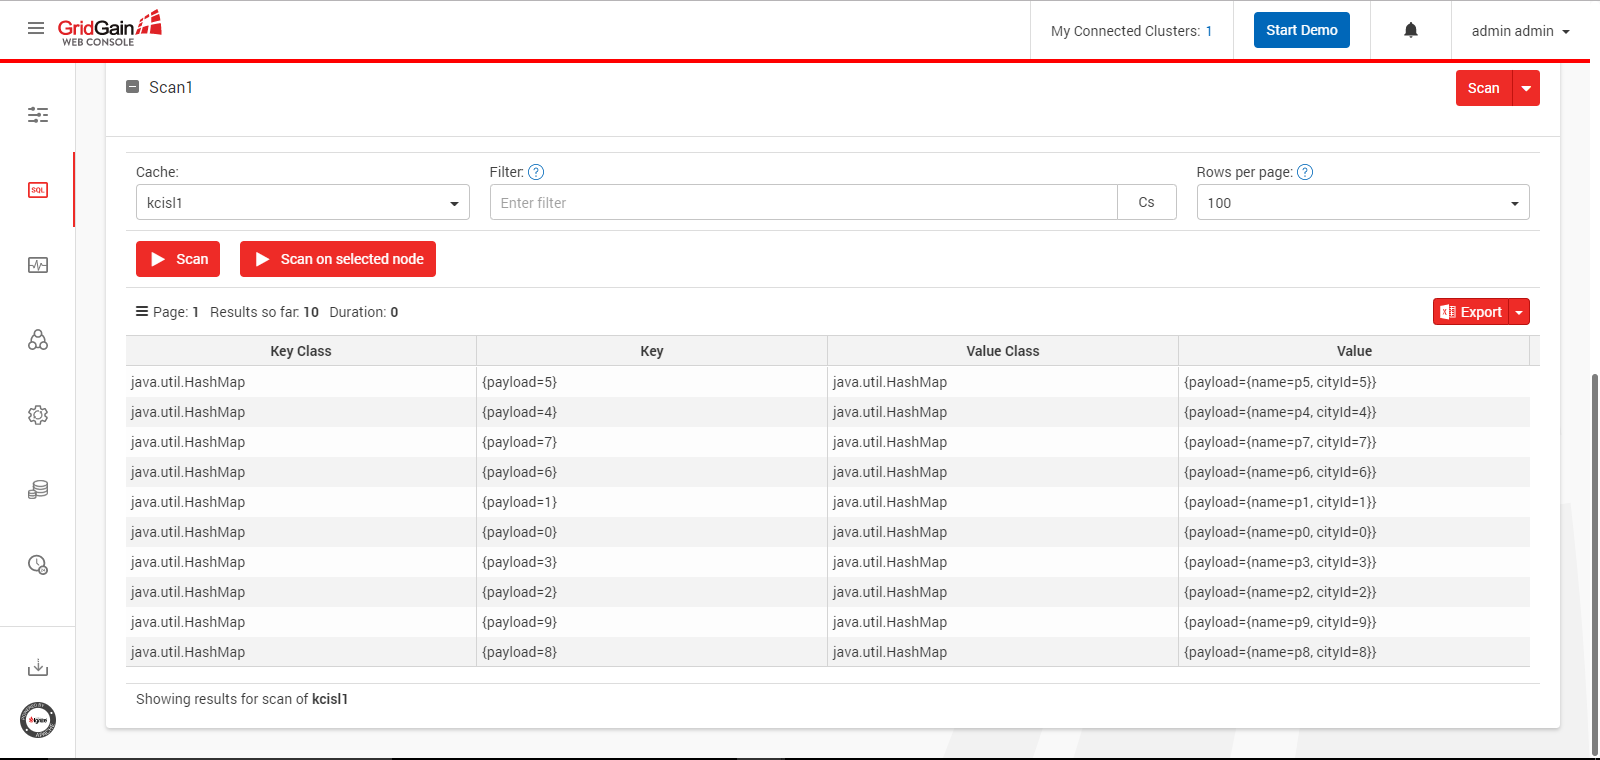 GridGain
WEB CONSOLE
My Connected Clusters: 1
Start Demo
admin admin
Scan1
Scan
Cache:
Filter: ?
Rows per page: ?
kcisl1
Enter filter
Cs
100
Scan
Scan on selected node
Page: 1 Results so far: 10 Duration: 0
Export
Key Class Key Value Class Value
java.util.HashMap {payload=5} java.util.HashMap {payload={name=p5, cityId=5}}
java.util.HashMap {payload=4} java.util.HashMap {payload={name=p4, cityId=4}}
java.util.HashMap {payload=7} java.util.HashMap {payload={name=p7, cityId=7}}
java.util.HashMap {payload=6} java.util.HashMap {payload={name=p6, cityId=6}}
java.util.HashMap {payload=1} java.util.HashMap {payload={name=p1, cityId=1}}
java.util.HashMap {payload=0} java.util.HashMap {payload={name=p0, cityId=0}}
java.util.HashMap {payload=3} java.util.HashMap {payload={name=p3, cityId=3}}
java.util.HashMap {payload=2} java.util.HashMap {payload={name=p2, cityId=2}}
java.util.HashMap {payload=9} java.util.HashMap {payload={name=p9, cityId=9}}
java.util.HashMap {payload=8} java.util.HashMap {payload={name=p8, cityId=8}}
Showing results for scan of kcisl1
SQL